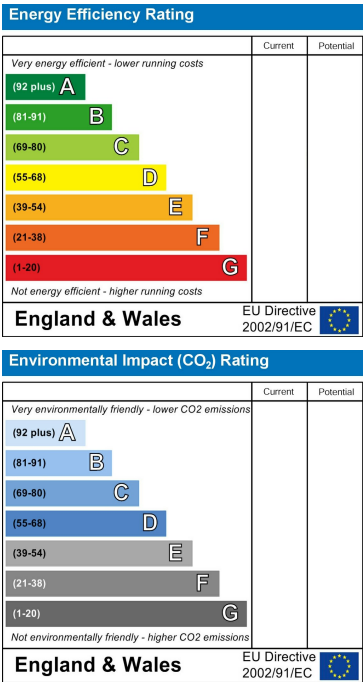 Energy Efficiency Rating
Current Potential
Very energy efficient - lower running costs
(92 plus) A
(81-91) B
(69-80) C
(55-68) D
(39-54) E
(21-38) F
(1-20) G
Not energy efficient - higher running costs
England & Wales
EU Directive
2002/91/EC
Environmental Impact (CO₂) Rating
Current Potential
Very environmentally friendly - lower CO2 emissions
(92 plus) A
(81-91) B
(69-80) C
(55-68) D
(39-54) E
(21-38) F
(1-20) G
Not environmentally friendly - higher CO2 emissions
England & Wales
EU Directive
2002/91/EC